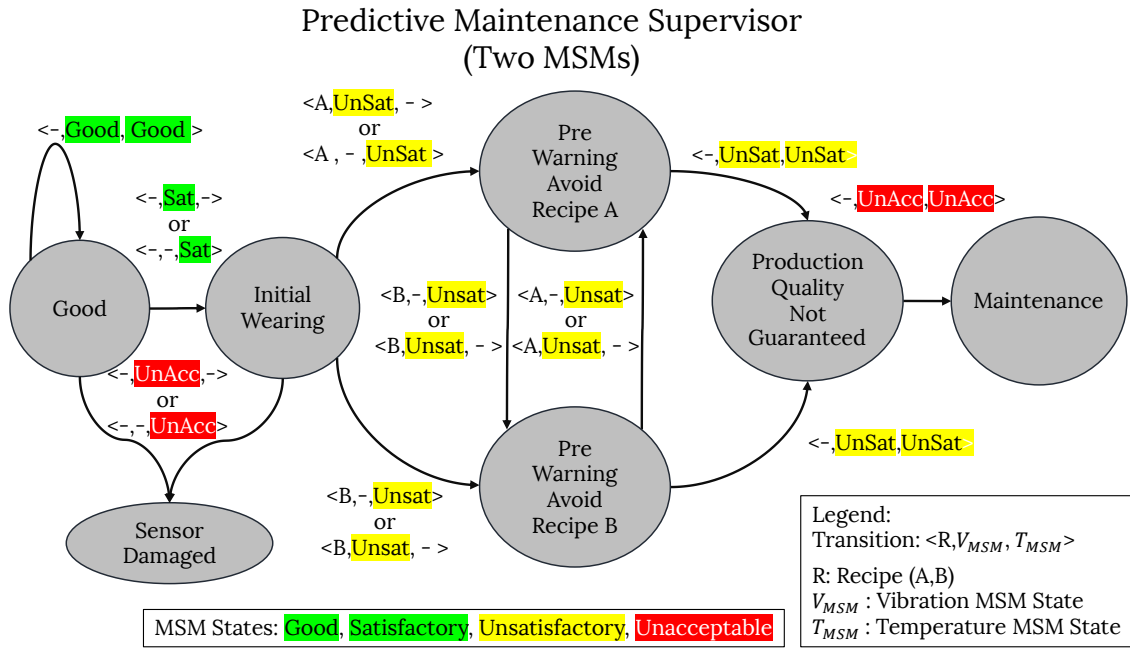 Predictive Maintenance Supervisor
(Two MSMs)
<-,Good, Good >
<-,Sat,->
or
<-,-,Sat>
Good
Initial
Wearing
<-,UnAcc,->
or
<-,-,UnAcc>
Sensor
Damaged
<A,UnSat, - >
or
<A , - ,UnSat >
Pre
Warning
Avoid
Recipe A
<B,-,Unsat>
or
<B,Unsat, - >
<A,-,Unsat>
or
<A,Unsat, - >
<B,-,Unsat>
or
<B,Unsat, - >
Pre
Warning
Avoid
Recipe B
<-,UnSat,UnSat>
<-,UnAcc,UnAcc>
Production
Quality
Not
Guaranteed
Maintenance
<-,UnSat,UnSat>
MSM States: Good, Satisfactory, Unsatisfactory, Unacceptable
Legend:
Transition: <R,V_MSM, T_MSM>
R: Recipe (A,B)
V_MSM : Vibration MSM State
T_MSM : Temperature MSM State